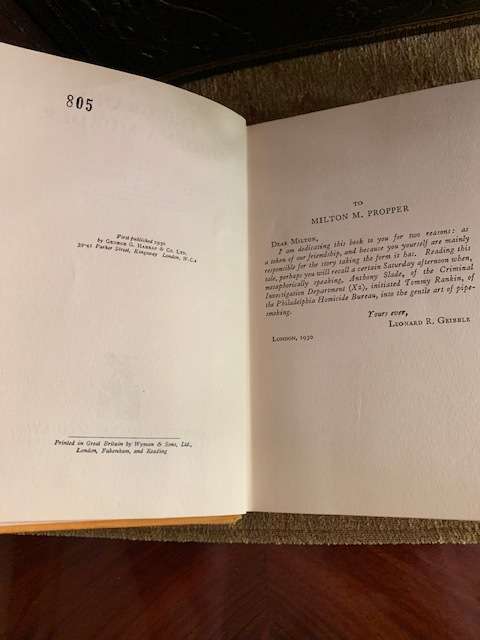 805
First published 1930
by GEORGE G. HARRAP & CO. LTD.
39-41 Parker Street, Kingsway London, W.C.2
Printed in Great Britain by Wyman & Sons, Ltd.,
London, Fakenham, and Reading
TO
MILTON M. PROPPER
DEAR MILTON,
I am dedicating this book to you for two reasons: as
a token of our friendship, and because you yourself are mainly
responsible for the story taking the form it has. Reading this
tale, perhaps you will recall a certain Saturday afternoon when,
metaphorically speaking, Anthony Slade, of the Criminal
Investigation Department (X2), initiated Tommy Rankin, of
the Philadelphia Homicide Bureau, into the gentle art of pipe-
smoking.
Yours ever,
LEONARD R. GRIBBLE
LONDON, 1930